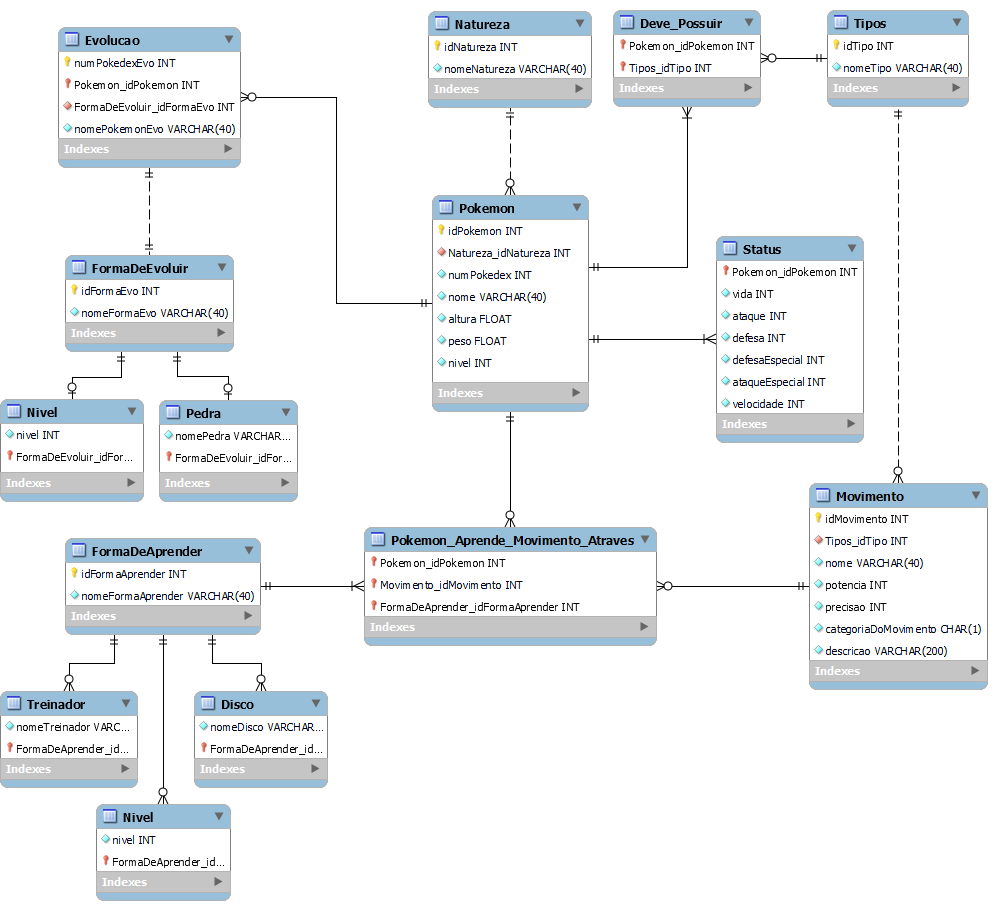 Evolucao
numPokedexEvo INT
Pokemon_idPokemon INT
FormaDeEvoluir_idFormaEvo INT
nomePokemonEvo VARCHAR(40)
Indexes
Natureza
idNatureza INT
nomeNatureza VARCHAR(40)
Indexes
Deve_Possuir
Pokemon_idPokemon INT
Tipos_idTipo INT
Indexes
Tipos
idTipo INT
nomeTipo VARCHAR(40)
Indexes
Pokemon
idPokemon INT
Natureza_idNatureza INT
numPokedex INT
nome VARCHAR(40)
altura FLOAT
peso FLOAT
nivel INT
Indexes
Status
Pokemon_idPokemon INT
vida INT
ataque INT
defesa INT
defesaEspecial INT
ataqueEspecial INT
velocidade INT
Indexes
FormaDeEvoluir
idFormaEvo INT
nomeFormaEvo VARCHAR(40)
Indexes
Nivel
nivel INT
FormaDeEvoluir_idFor...
Indexes
Pedra
nomePedra VARCHAR...
FormaDeEvoluir_idFor...
Indexes
FormaDeAprender
idFormaAprender INT
nomeFormaAprender VARCHAR(40)
Indexes
Pokemon_Aprende_Movimento_Atraves
Pokemon_idPokemon INT
Movimento_idMovimento INT
FormaDeAprender_idFormaAprender INT
Indexes
Movimento
idMovimento INT
Tipos_idTipo INT
nome VARCHAR(40)
potencia INT
precisao INT
categoriaDoMovimento CHAR(1)
descricao VARCHAR(200)
Indexes
Treinador
nomeTreinador VARC...
FormaDeAprender_id...
Indexes
Disco
nomeDisco VARCHAR...
FormaDeAprender_id...
Indexes
Nivel
nivel INT
FormaDeAprender_id...
Indexes